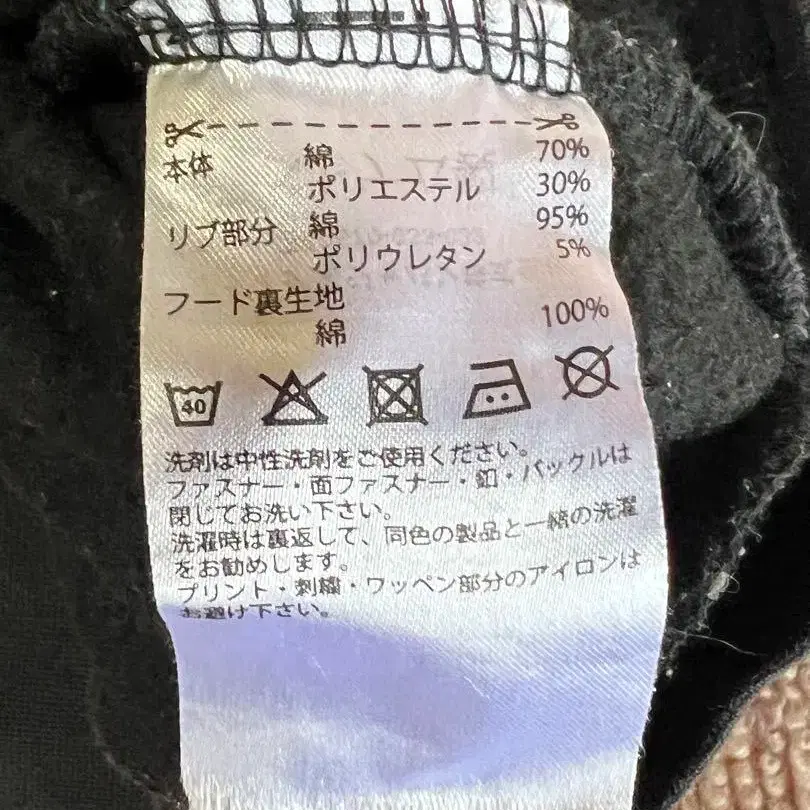 本体 綿 70%
ポリエステル 30%
リブ部分 綿 95%
ポリウレタン 5%
フード裏生地
綿 100%
40
洗剤は中性洗剤をご使用ください。
ファスナー・面ファスナー・釦・バックルは
閉じてお洗い下さい。
洗濯時は裏返して、同色の製品と一緒の洗濯
をお勧めします。
プリント・刺繍・ワッペン部分のアイロンは
お避け下さい。